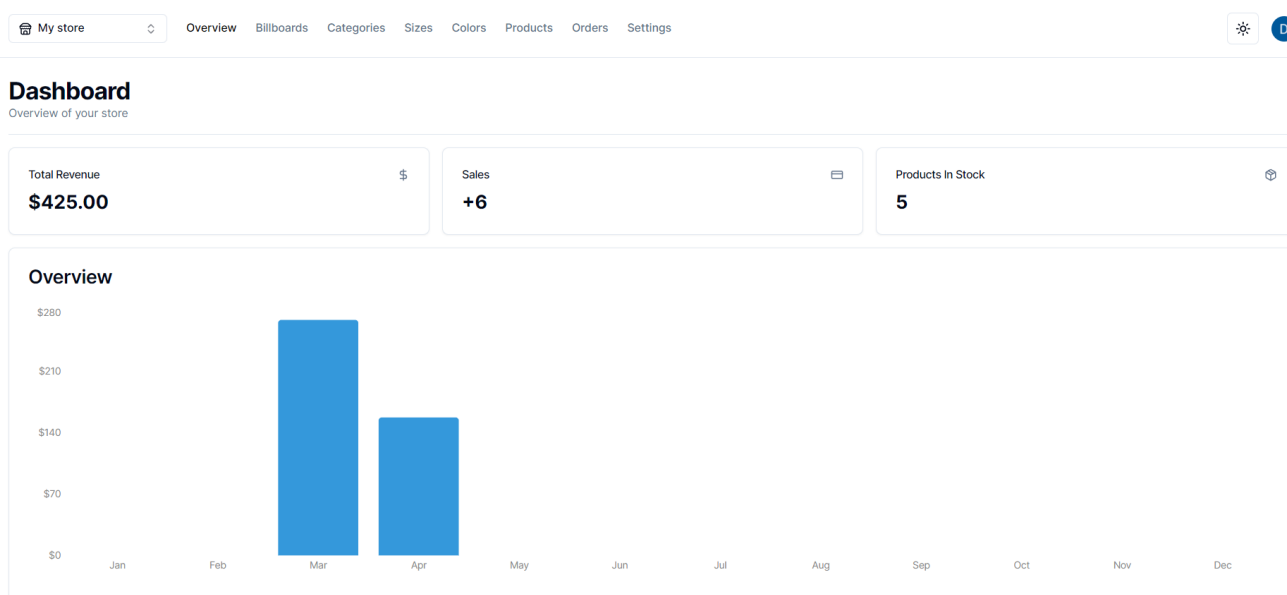 My store Overview Billboards Categories Sizes Colors Products Orders Settings D
Dashboard
Overview of your store
Total Revenue $
$425.00
Sales
+6
Products In Stock
5
Overview
$280
$210
$140
$70
$0
Jan Feb Mar Apr May Jun Jul Aug Sep Oct Nov Dec